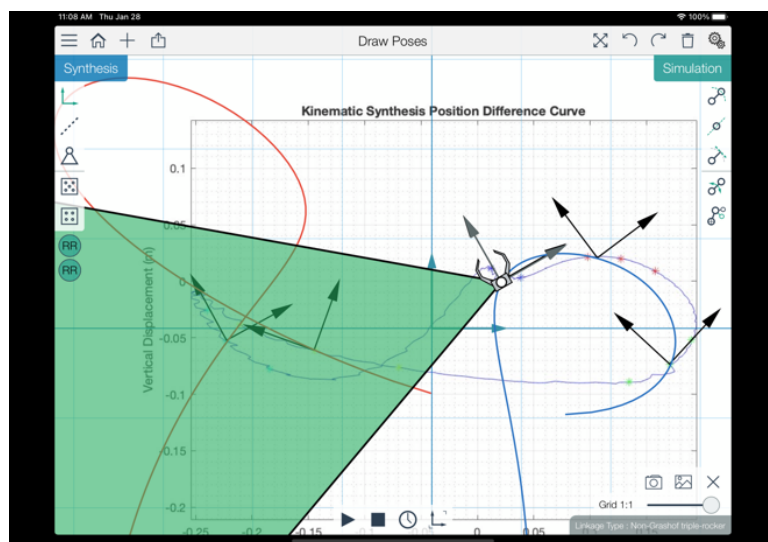 11:08 AM Thu Jan 28
100%
Draw Poses
Synthesis
Simulation
Kinematic Synthesis Position Difference Curve
0.1
0.05
RR
RR
0
-0.05
Vertical Displacement (m)
-0.1
-0.15
-0.2
Grid 1:1
-0.25
-0.15
0
0.05
0.15
Linkage Type : Non-Grashof triple-rocker